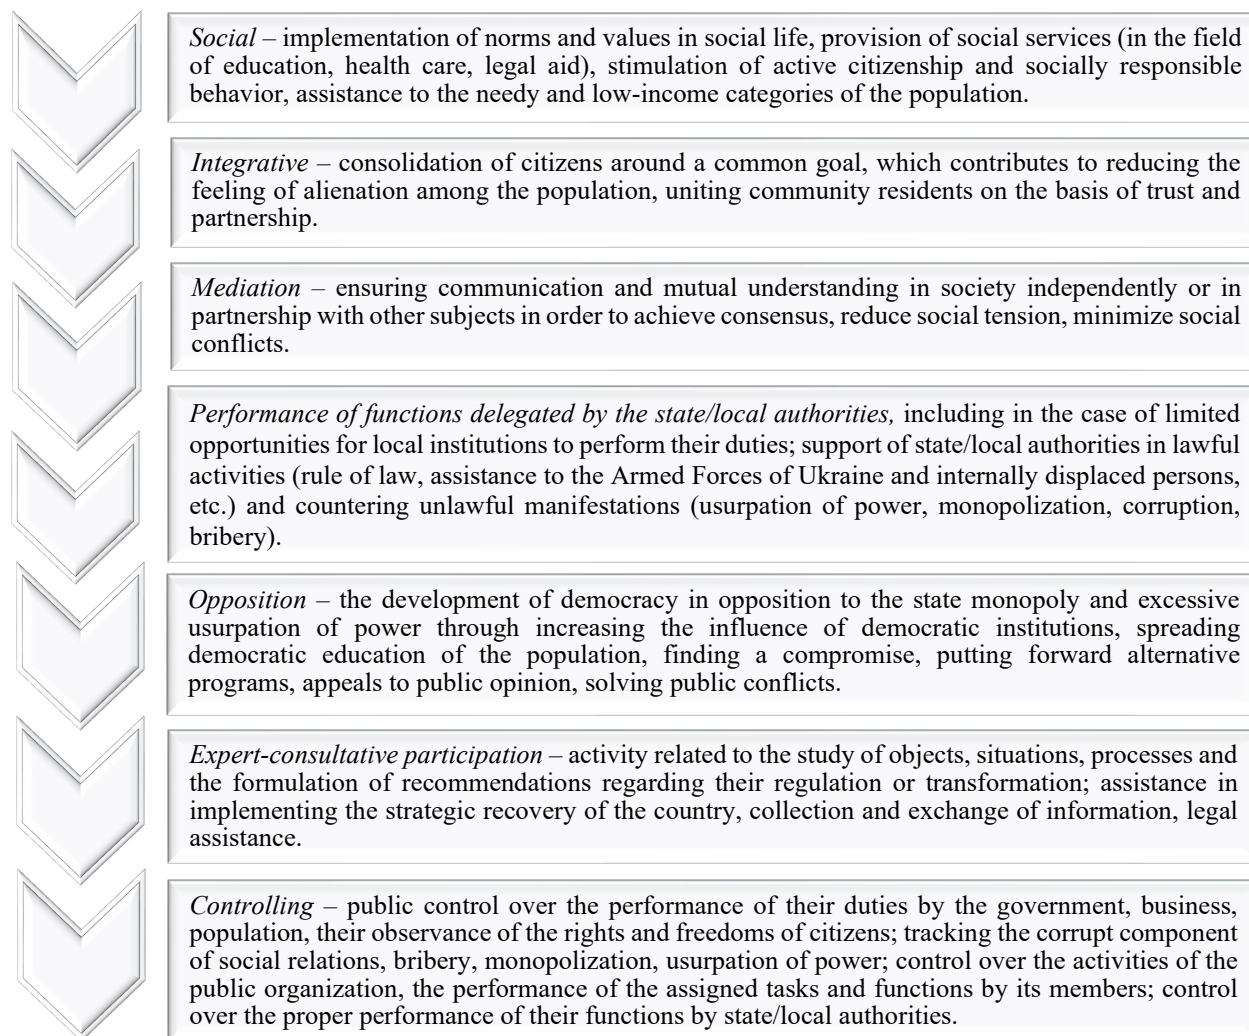 Social – implementation of norms and values in social life, provision of social services (in the field
of education, health care, legal aid), stimulation of active citizenship and socially responsible
behavior, assistance to the needy and low-income categories of the population.
Integrative – consolidation of citizens around a common goal, which contributes to reducing the
feeling of alienation among the population, uniting community residents on the basis of trust and
partnership.
Mediation – ensuring communication and mutual understanding in society independently or in
partnership with other subjects in order to achieve consensus, reduce social tension, minimize social
conflicts.
Performance of functions delegated by the state/local authorities, including in the case of limited
opportunities for local institutions to perform their duties; support of state/local authorities in lawful
activities (rule of law, assistance to the Armed Forces of Ukraine and internally displaced persons,
etc.) and countering unlawful manifestations (usurpation of power, monopolization, corruption,
bribery).
Opposition – the development of democracy in opposition to the state monopoly and excessive
usurpation of power through increasing the influence of democratic institutions, spreading
democratic education of the population, finding a compromise, putting forward alternative
programs, appeals to public opinion, solving public conflicts.
Expert-consultative participation – activity related to the study of objects, situations, processes and
the formulation of recommendations regarding their regulation or transformation; assistance in
implementing the strategic recovery of the country, collection and exchange of information, legal
assistance.
Controlling – public control over the performance of their duties by the government, business,
population, their observance of the rights and freedoms of citizens; tracking the corrupt component
of social relations, bribery, monopolization, usurpation of power; control over the activities of the
public organization, the performance of the assigned tasks and functions by its members; control
over the proper performance of their functions by state/local authorities.